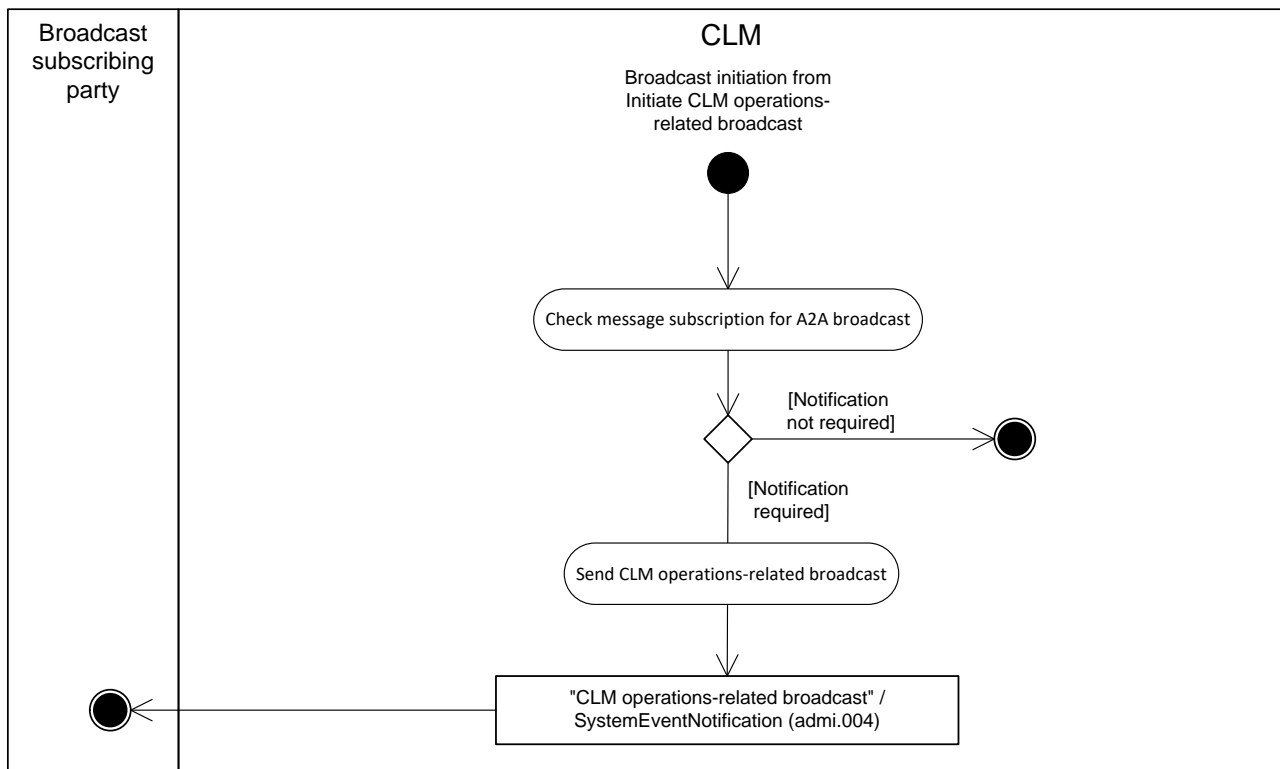 Broadcast
subscribing
party
CLM
Broadcast initiation from
Initiate CLM operations-
related broadcast
Check message subscription for A2A broadcast
[Notification
not required]
[Notification
required]
Send CLM operations-related broadcast
"CLM operations-related broadcast" /
SystemEventNotification (admi.004)